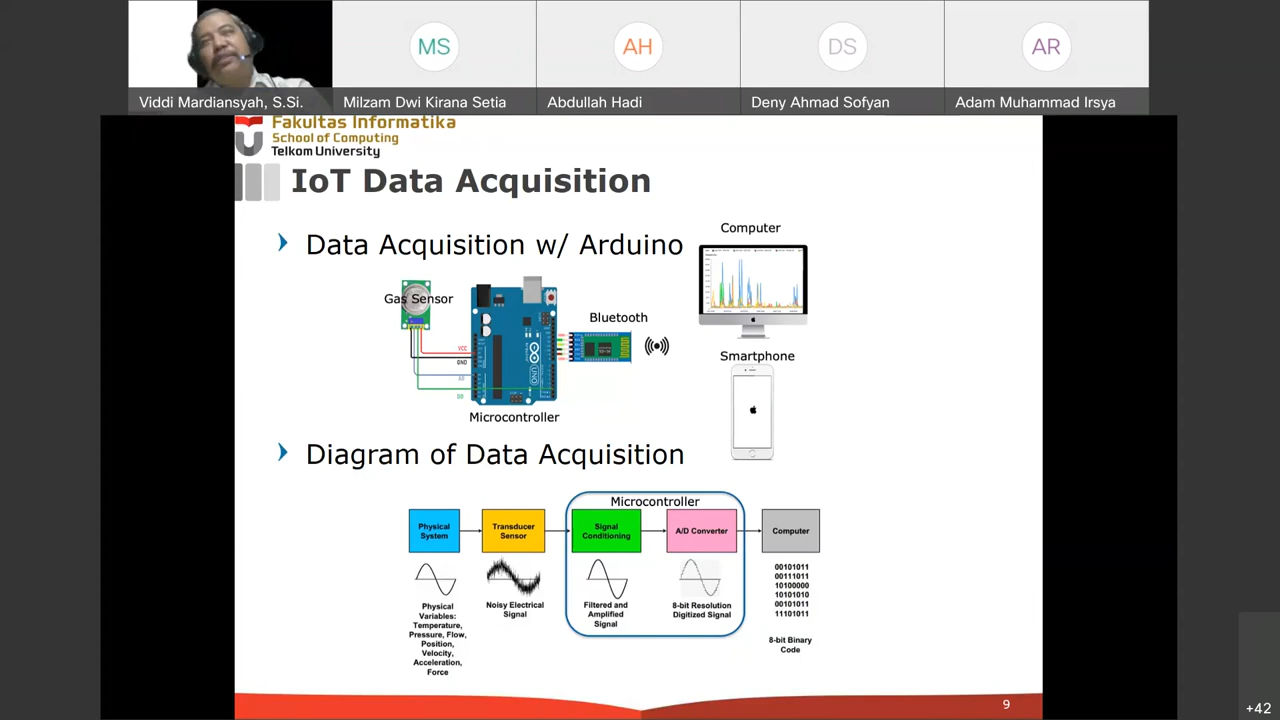 MS
AH
DS
AR
Viddi Mardiansyah, S.Si.
Milzam Dwi Kirana Setia
Abdullah Hadi
Deny Ahmad Sofyan
Adam Muhammad Irsya
Fakultas Informatika
School of Computing
Telkom University
IoT Data Acquisition
Data Acquisition w/ Arduino
Computer
Gas Sensor
Bluetooth
VCC
GND
Smartphone
Microcontroller
Diagram of Data Acquisition
Microcontroller
Physical
System
Transducer
Sensor
Signal
Conditioning
A/D Converter
Computer
Physical
Variables:
Temperature,
Pressure, Flow,
Position,
Velocity,
Acceleration,
Force
Noisy Electrical
Signal
Filtered and
Amplified
Signal
8-bit Resolution
Digitized Signal
00101011
00111011
10100000
10101010
00101011
11101011
8-bit Binary
Code
9
+42